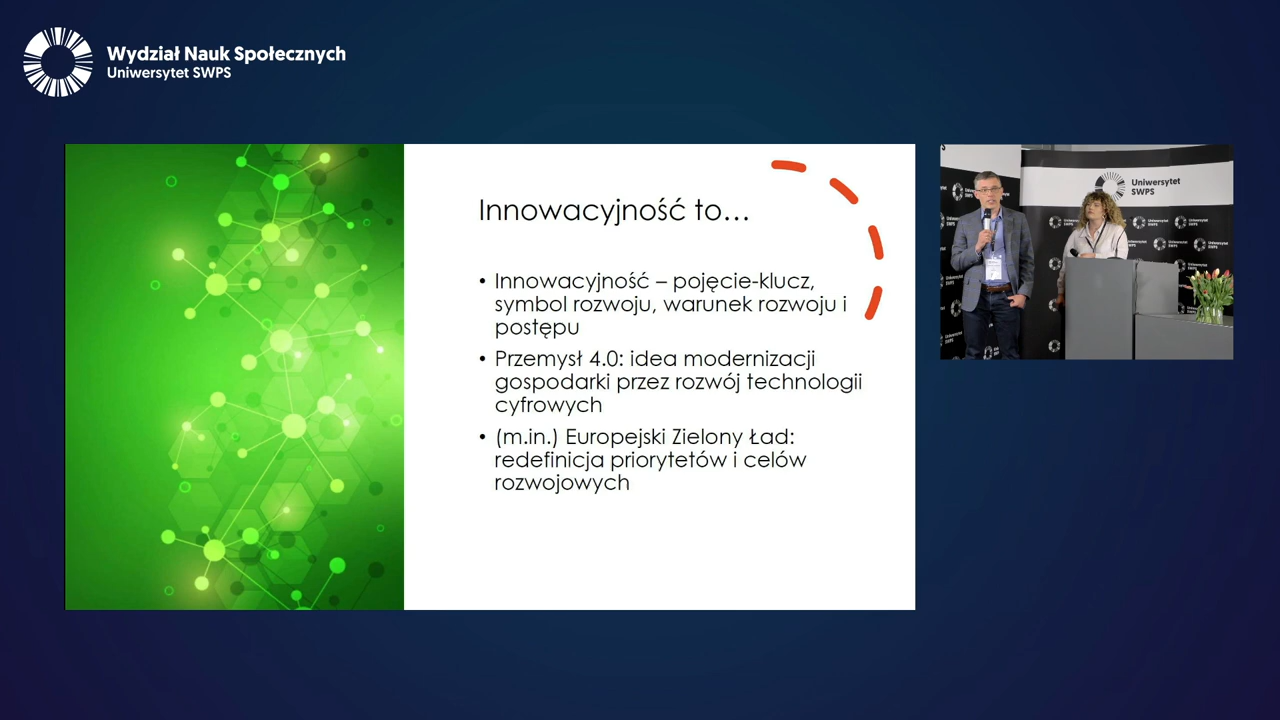 Wydział Nauk Społecznych
Uniwersytet SWPS
Innowacyjność to...
• Innowacyjność – pojęcie-klucz,
symbol rozwoju, warunek rozwoju i
postępu
• Przemysł 4.0: idea modernizacji
gospodarki przez rozwój technologii
cyfrowych
• (m.in.) Europejski Zielony Ład:
redefinicja priorytetów i celów
rozwojowych
Uniwersytet
SWPS